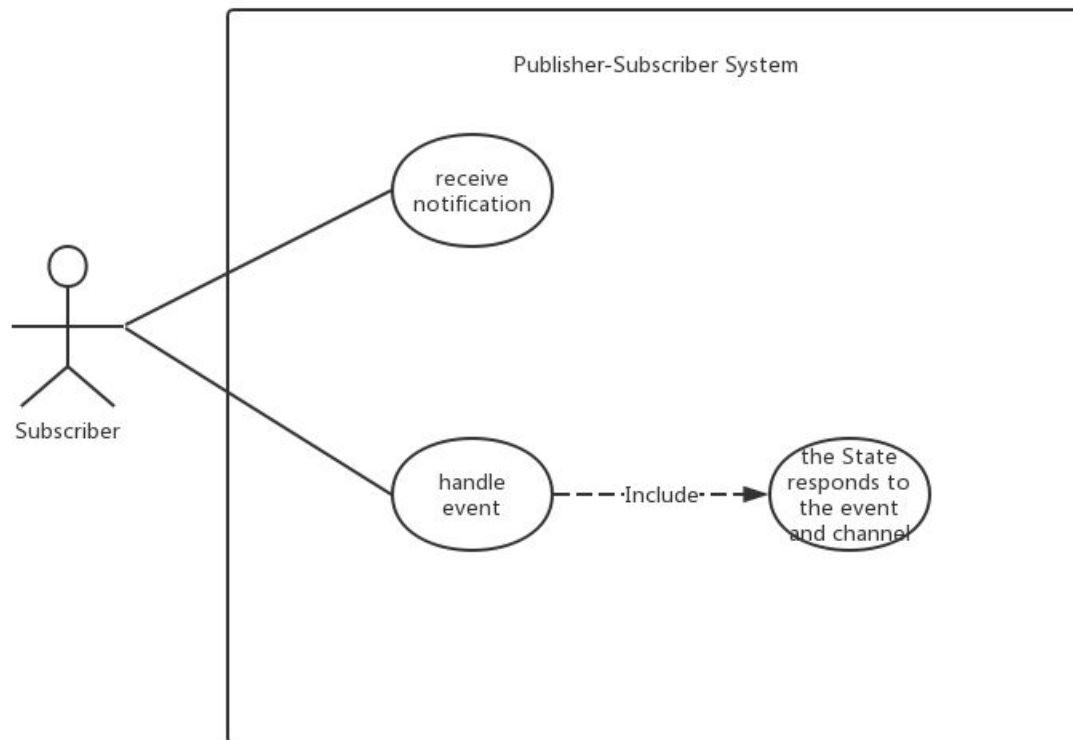 Publisher-Subscriber System
receive
notification
Subscriber
handle
event
Include
the State
responds to
the event
and channel